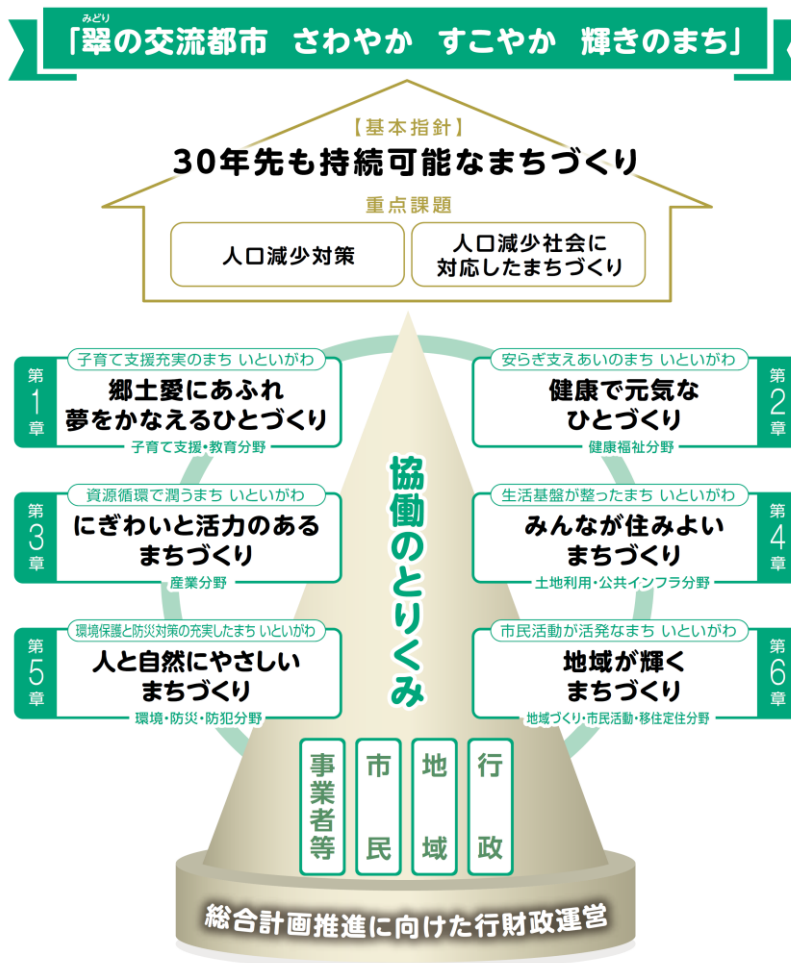 みどり
「翠の交流都市 さわやか すこやか 輝きのまち」
【基本指針】
30年先も持続可能なまちづくり
重点課題
人口減少対策
人口減少社会に
対応したまちづくり
第1章
子育て支援充実のまち いといがわ
郷土愛にあふれ
夢をかなえるひとづくり
子育て支援・教育分野
安らぎ支えあいのまち いといがわ
健康で元気な
ひとづくり
健康福祉分野
第2章
第3章
資源循環で潤うまち いといがわ
にぎわいと活力のある
まちづくり
産業分野
生活基盤が整ったまち いといがわ
みんなが住みよい
まちづくり
土地利用・公共インフラ分野
第4章
第5章
環境保護と防災対策の充実したまち いといがわ
人と自然にやさしい
まちづくり
環境・防災・防犯分野
市民活動が活発なまち いといがわ
地域が輝く
まちづくり
地域づくり・市民活動・移住定住分野
第6章
協働のとりくみ
事業者等
市民
地域
行政
総合計画推進に向けた行財政運営